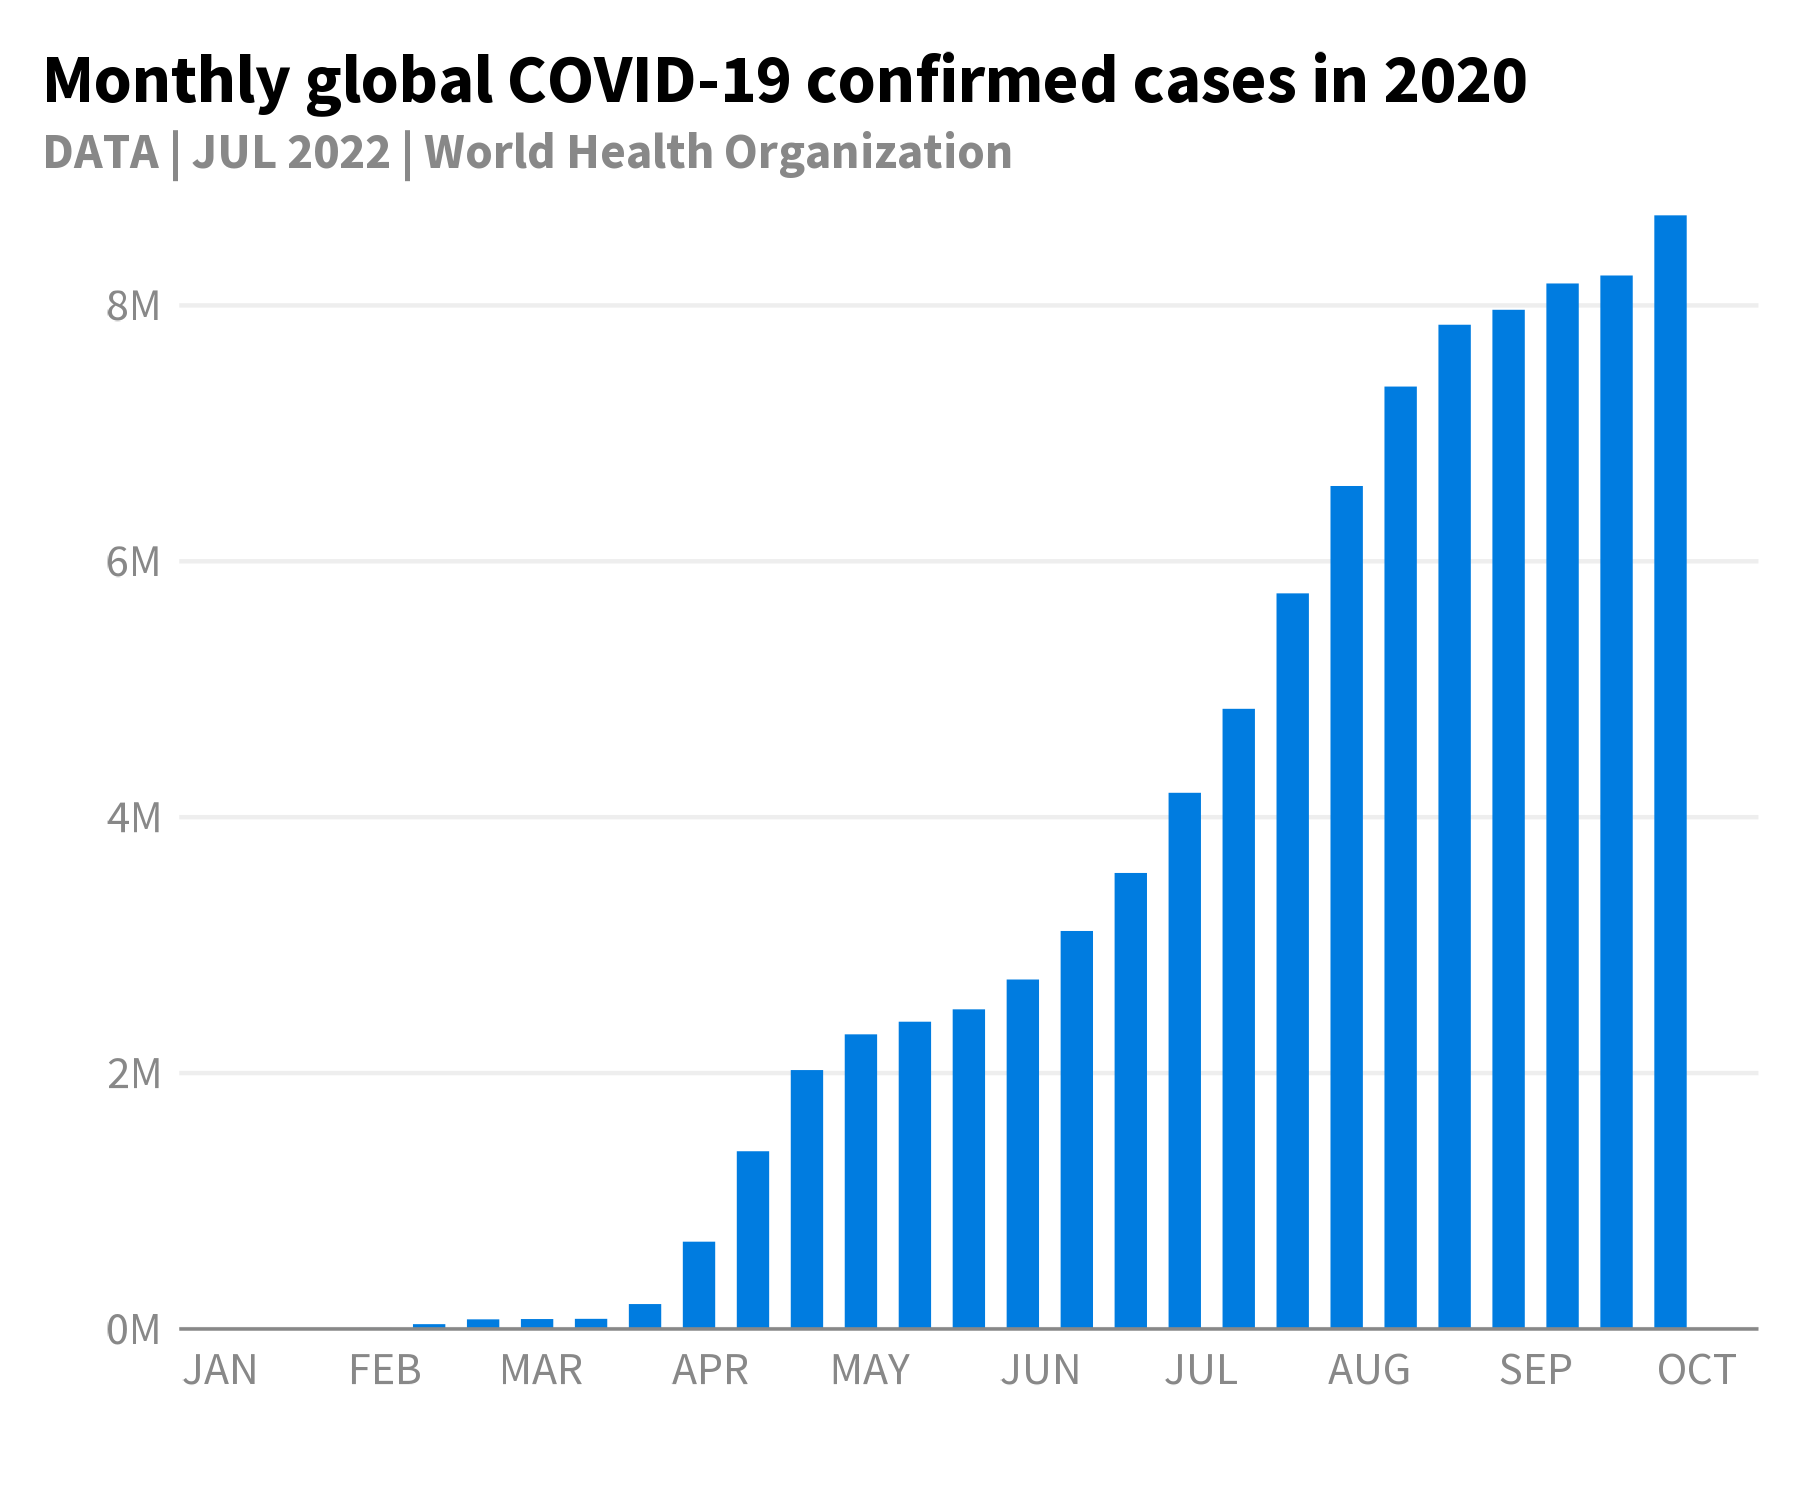 Monthly global COVID-19 confirmed cases in 2020
DATA | JUL 2022 | World Health Organization
8M
6M
4M
2M
0M
JAN FEB MAR APR MAY JUN JUL AUG SEP OCT